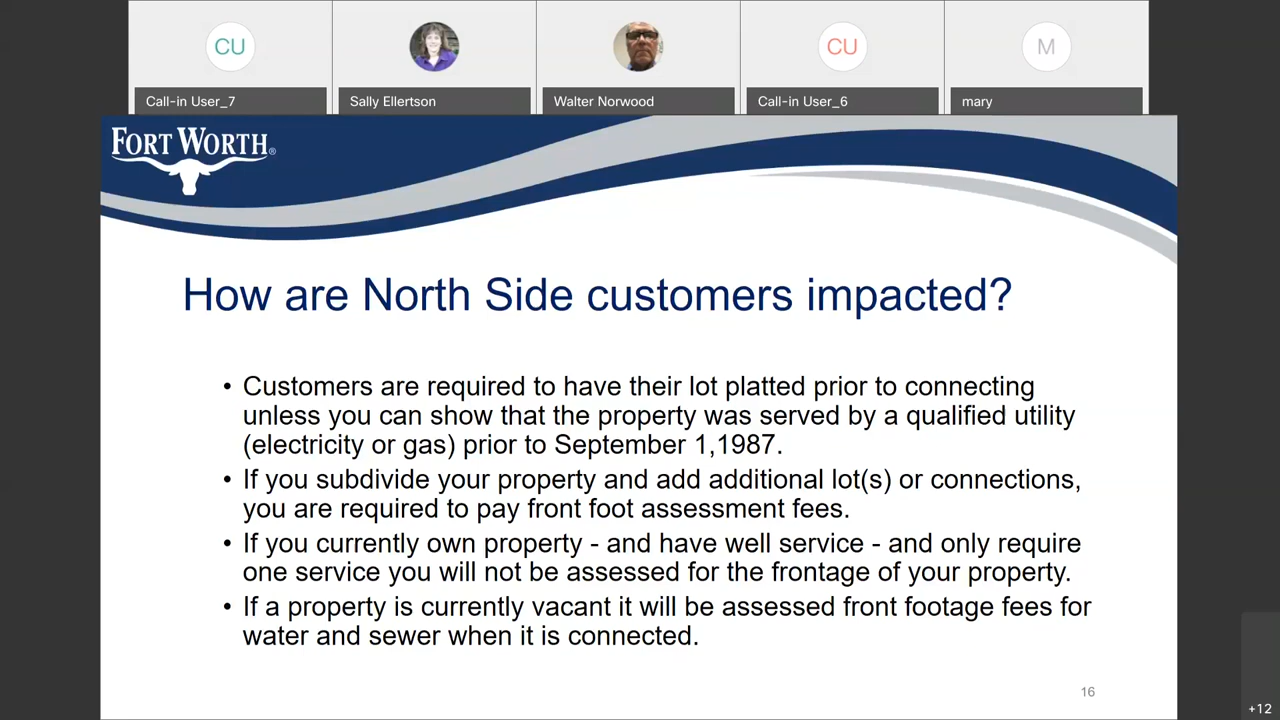 CU
CU
M
Call-in User_7
Sally Ellertson
Walter Norwood
Call-in User_6
mary
FORT WORTH®
How are North Side customers impacted?
• Customers are required to have their lot platted prior to connecting
unless you can show that the property was served by a qualified utility
(electricity or gas) prior to September 1,1987.
• If you subdivide your property and add additional lot(s) or connections,
you are required to pay front foot assessment fees.
• If you currently own property - and have well service - and only require
one service you will not be assessed for the frontage of your property.
• If a property is currently vacant it will be assessed front footage fees for
water and sewer when it is connected.
16
+12